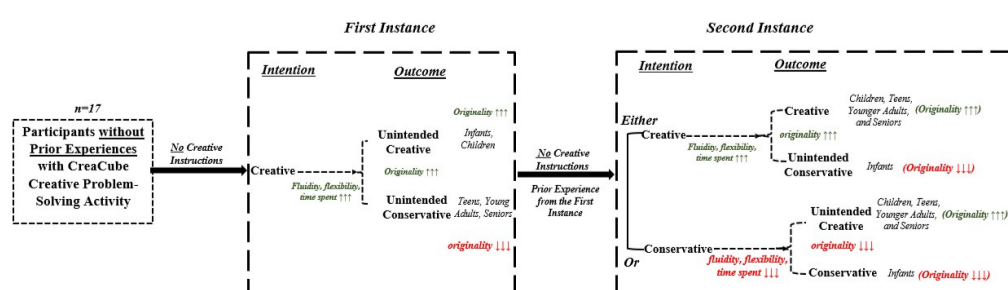 First Instance
Second Instance
Intention
Outcome
Intention
Outcome
n=17
Participants without
Prior Experiences
with CreaCube
Creative Problem-
Solving Activity
No Creative
Instructions
Creative
Fluidity, flexibility,
time spent ↑↑↑
Originality ↑↑↑
Unintended
Creative
Infants,
Children
Originality ↑↑↑
Unintended
Conservative
Teens, Young
Adults, Seniors
originality ↓↓↓
No Creative
Instructions
Prior Experience
from the First
Instance
Either
Creative
Fluidity, flexibility,
time spent ↑↑↑
Creative
Children, Teens,
Younger Adults,
and Seniors
(Originality ↑↑↑)
originality ↑↑↑
Unintended
Conservative
Infants
(Originality ↓↓↓)
Or
Conservative
fluidity, flexibility,
time spent ↓↓↓
Unintended
Creative
Children, Teens,
Younger Adults,
and Seniors
(Originality ↑↑↑)
originality ↓↓↓
Conservative
Infants
(Originality ↓↓↓)